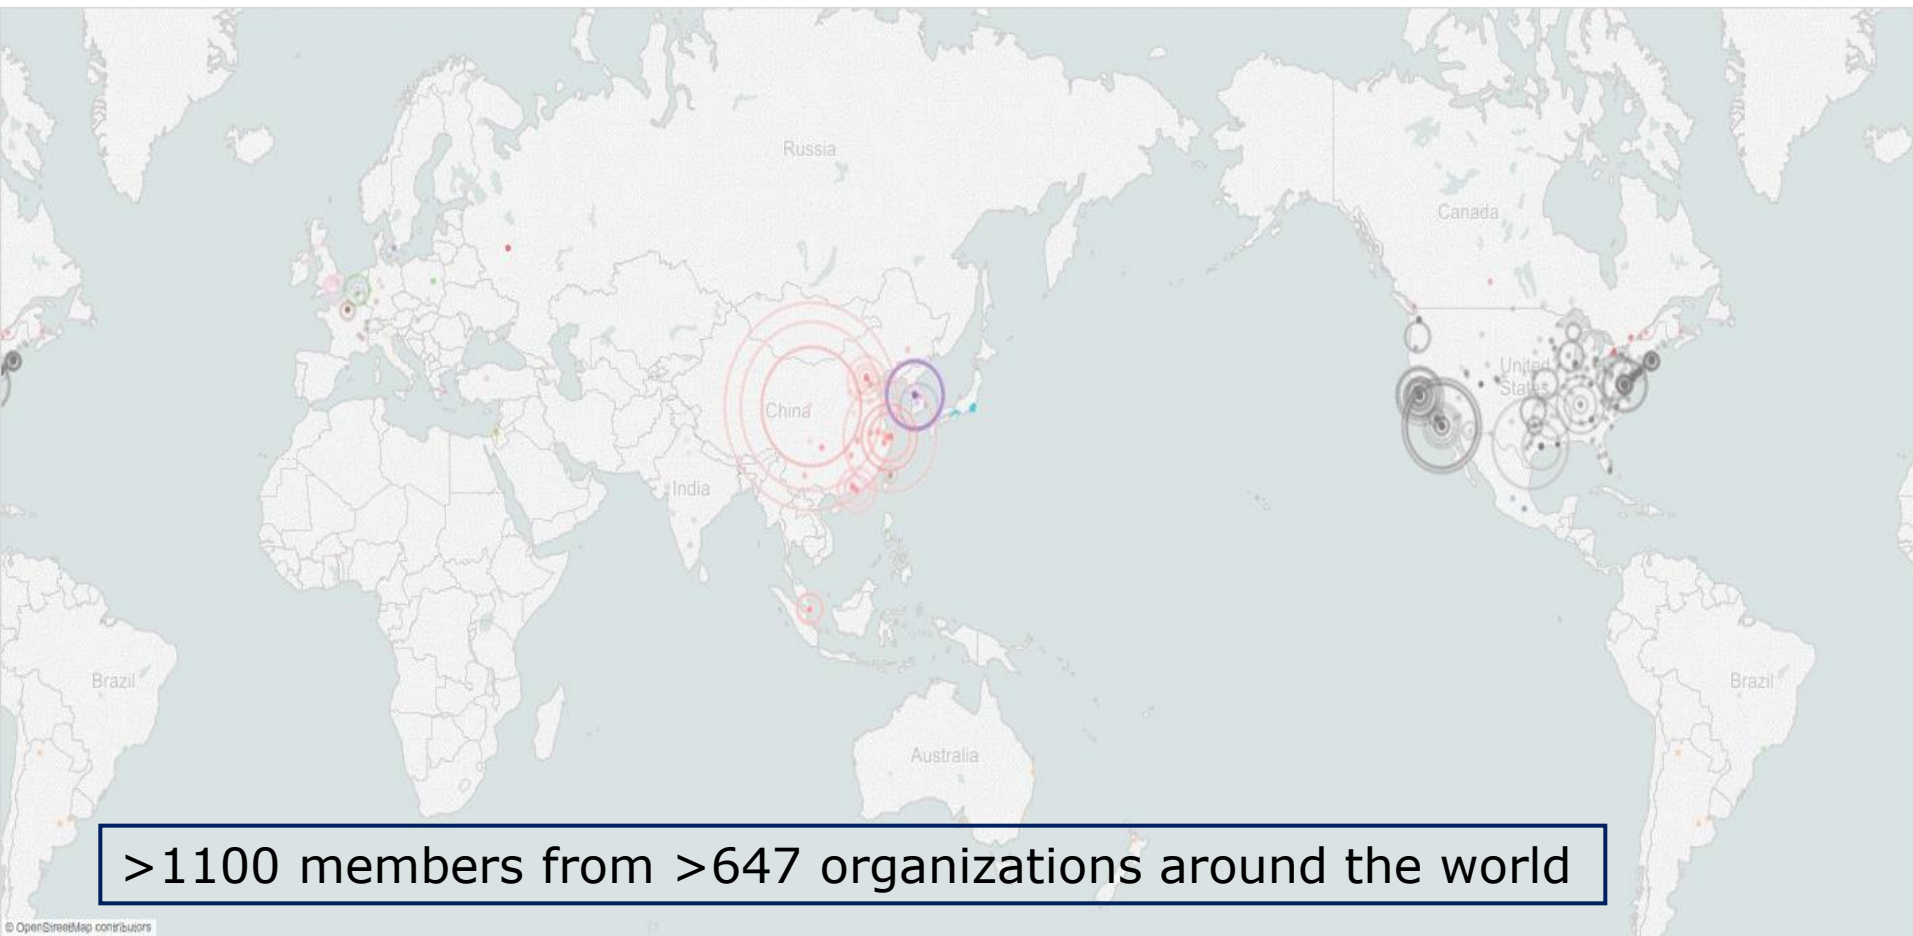 Russia
Canada
United
States
China
India
Brazil
Brazil
Australia
>1100 members from >647 organizations around the world
© OpenStreetMap contributors